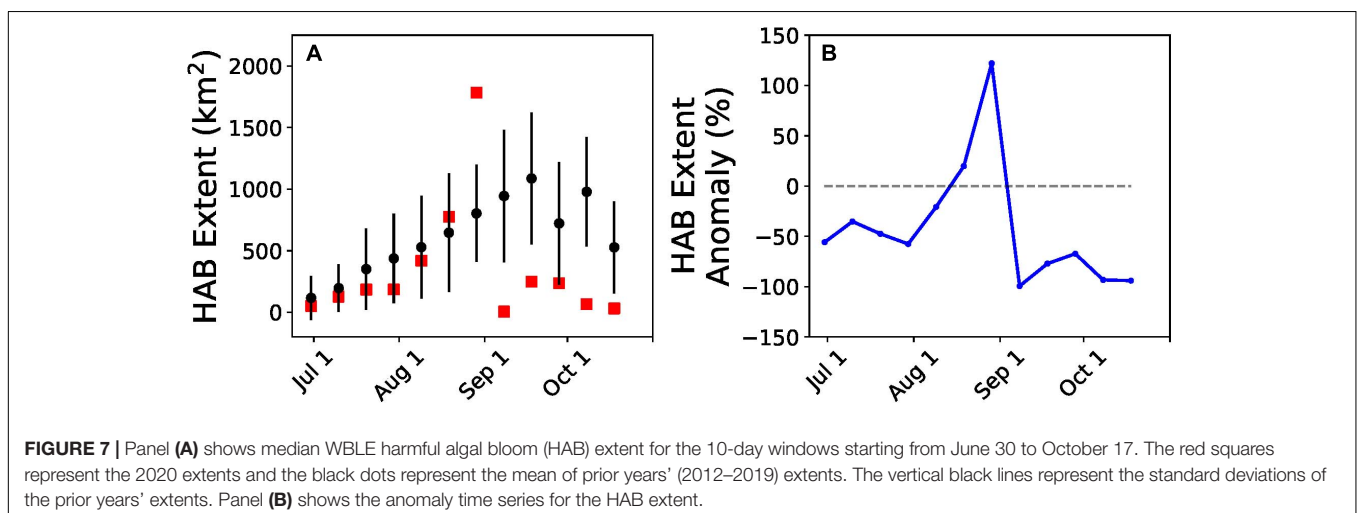 A
HAB Extent (km²)
2000
1500
1000
500
0
Jul 1
Aug 1
Sep 1
Oct 1
B
HAB Extent
Anomaly (%)
150
100
50
0
−50
−100
−150
Jul 1
Aug 1
Sep 1
Oct 1
FIGURE 7 | Panel (A) shows median WBLE harmful algal bloom (HAB) extent for the 10-day windows starting from June 30 to October 17. The red squares
represent the 2020 extents and the black dots represent the mean of prior years' (2012–2019) extents. The vertical black lines represent the standard deviations of
the prior years' extents. Panel (B) shows the anomaly time series for the HAB extent.